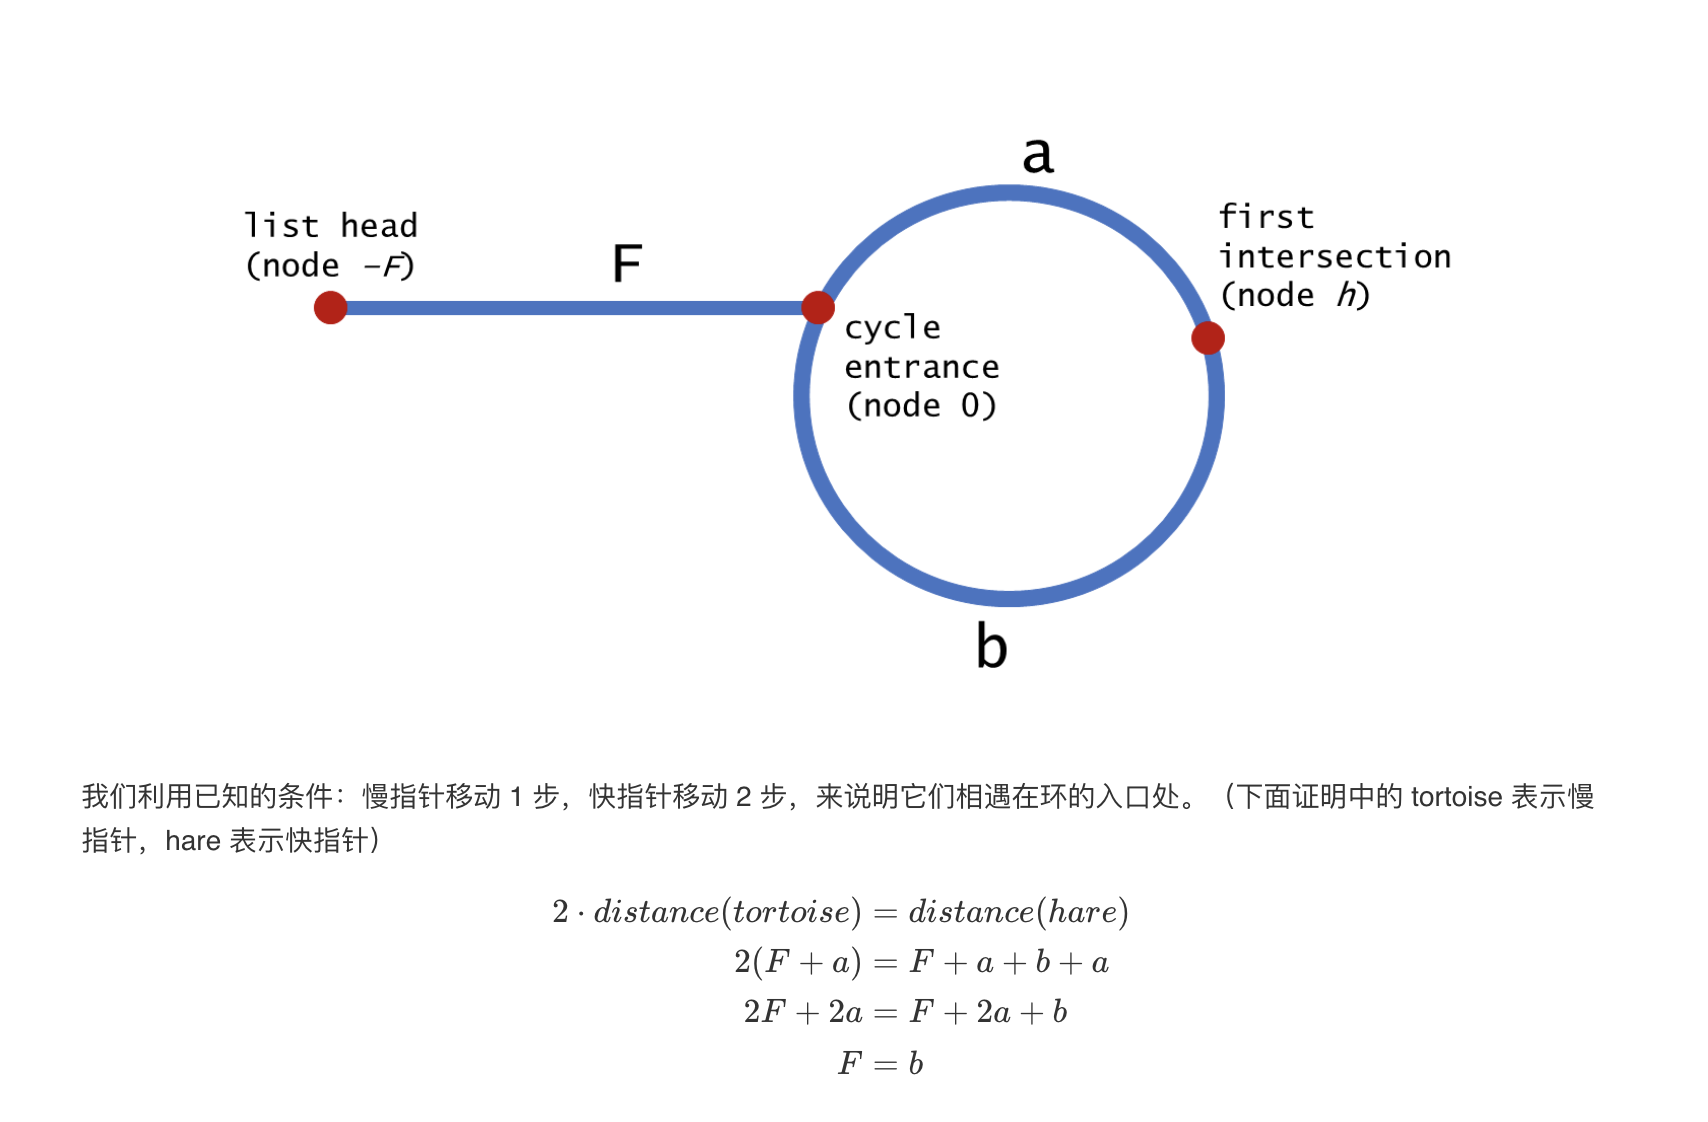 a
list head
(node −F)
F
first
intersection
(node h)
cycle
entrance
(node 0)
b
我们利用已知的条件：慢指针移动 1 步，快指针移动 2 步，来说明它们相遇在环的入口处。（下面证明中的 tortoise 表示慢
指针，hare 表示快指针）
2 · distance(tortoise) = distance(hare)
2(F + a) = F + a + b + a
2F + 2a = F + 2a + b
F = b